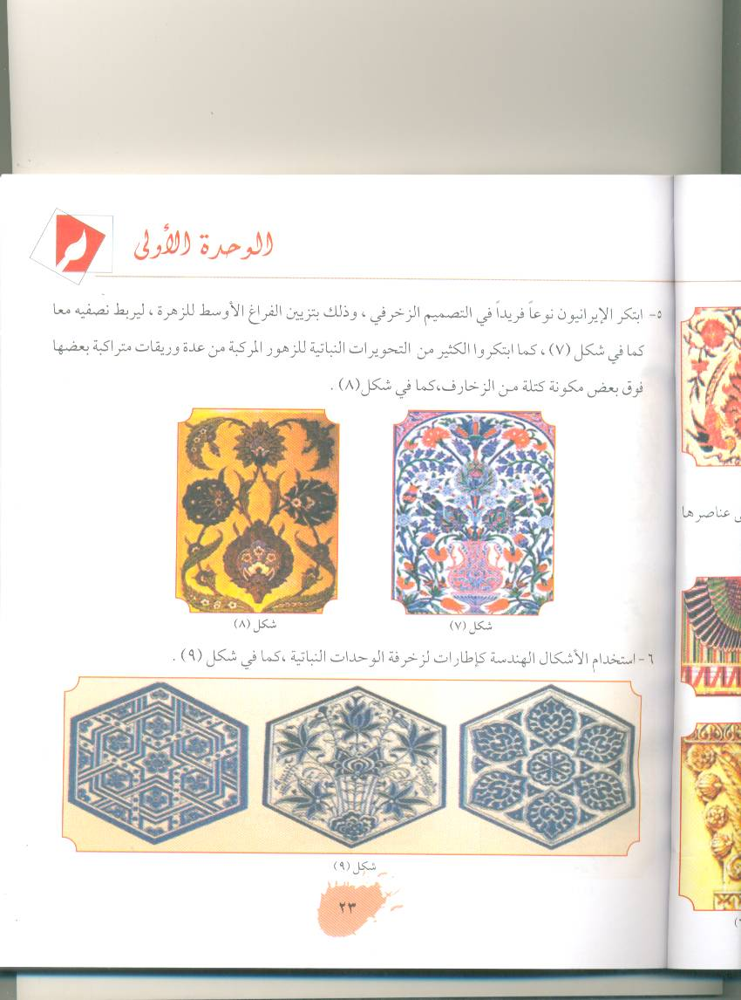 الوحدة الأولى
٥- ابتكر الإيرانيون نوعاً فريداً في التصميم الزخرفي ، وذلك بتزيين الفراغ الأوسط للزهرة ، ليربط نصفيه معا
كما في شكل (٧) ، كما ابتكروا الكثير من التحويرات النباتية للزهور المركبة من عدة وريقات متراكبة بعضها
فوق بعض مكونة كتلة مـن الزخارف،كما في شكل(٨) .
شكل (٧)
شكل (٨)
٦- استخدام الأشكال الهندسة كإطارات لزخرفة الوحدات النباتية ،كما في شكل (٩) .
شكل (٩)
٢٣
عناصرها